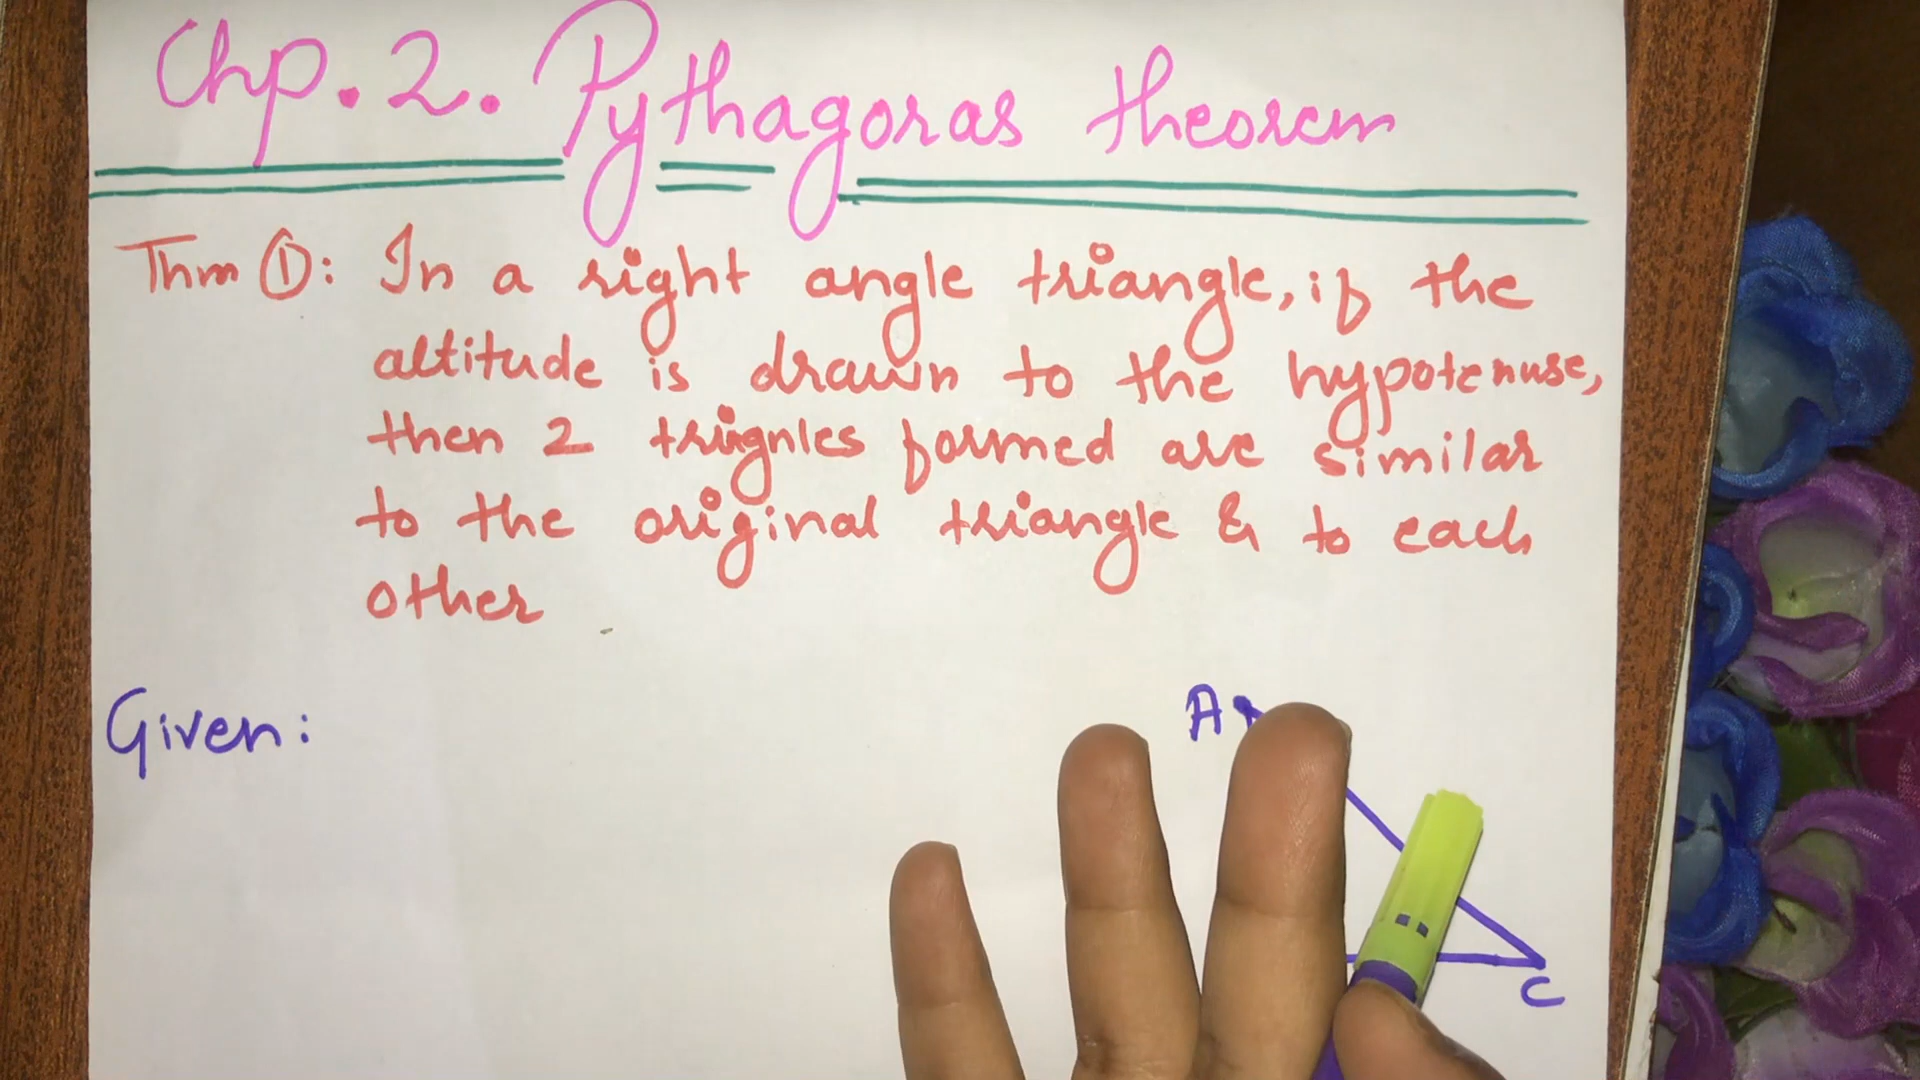 Chp. 2. Pythagoras theorem
Thm ①: In a right angle triangle, if the
altitude is drawn to the hypotenuse,
then 2 triignles formed are similar
to the original triangle & to each
other
Given:
A
C